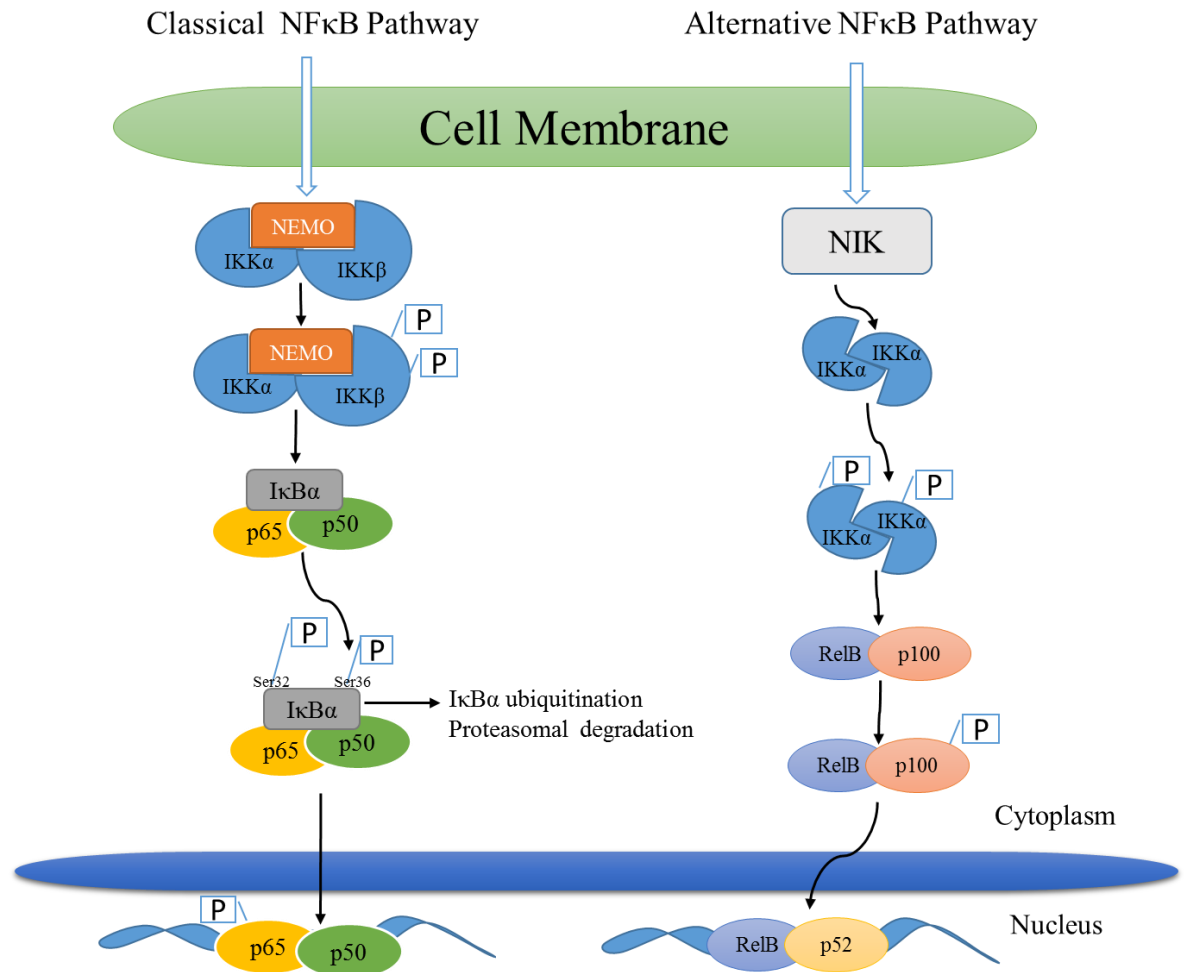 Classical NFκB Pathway
Alternative NFκB Pathway
Cell Membrane
NEMO
IKKα
IKKβ
P
NEMO
P
IKKα
IKKβ
IκBα
p65
p50
P
P
Ser32
Ser36
IκBα
IκBα ubiquitination
Proteasomal degradation
p65
p50
P
p65
p50
NIK
IKKα
IKKα
P
P
IKKα
IKKα
RelB
p100
P
RelB
p100
Cytoplasm
Nucleus
RelB
p52